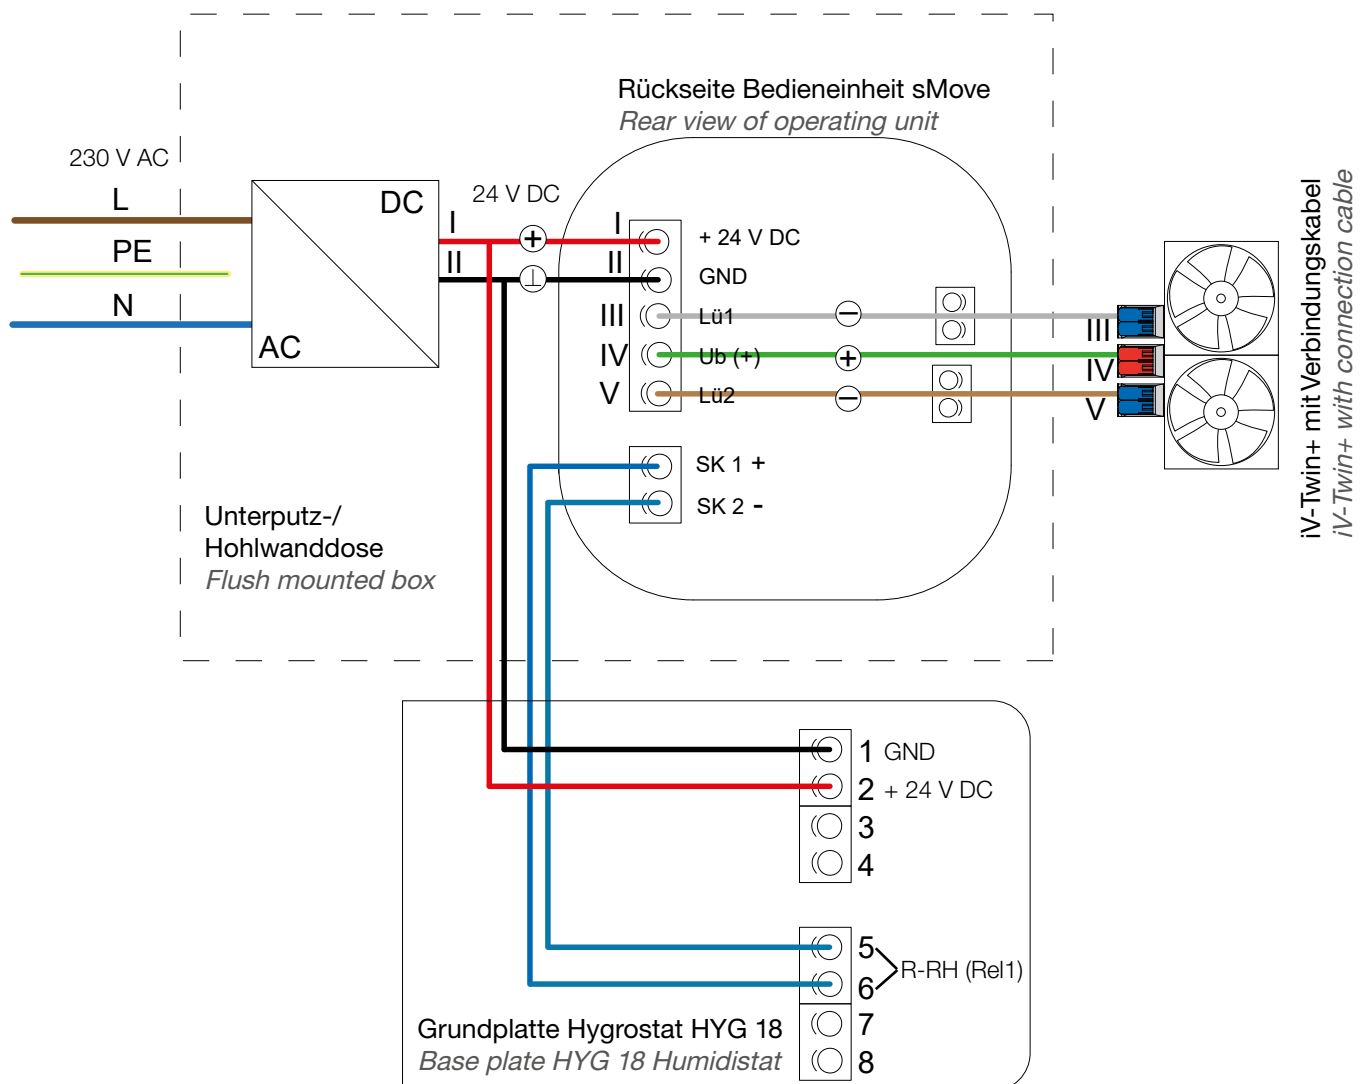 Rückseite Bedieneinheit sMove
Rear view of operating unit
230 V AC
L
PE
N
DC
AC
24 V DC
I
II
+
⊥
I
II
III
IV
V
+ 24 V DC
GND
Lü1
Ub (+)
Lü2
−
+
−
III
IV
V
SK 1 +
SK 2 -
iV-Twin+ mit Verbindungskabel
iV-Twin+ with connection cable
Unterputz-/
Hohlwanddose
Flush mounted box
1 GND
2 + 24 V DC
3
4
5
6
R-RH (Rel1)
7
8
Grundplatte Hygrostat HYG 18
Base plate HYG 18 Humidistat